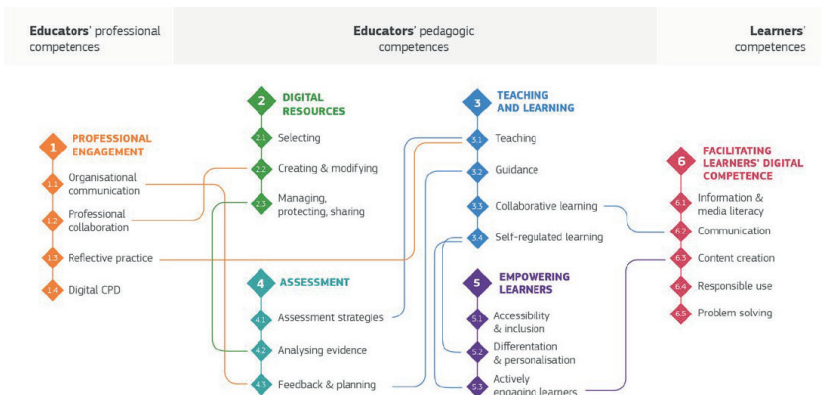 Educators' professional
competences
Educators' pedagogic
competences
Learners'
competences
1
PROFESSIONAL
ENGAGEMENT
1.1
Organisational
communication
1.2
Professional
collaboration
1.3
Reflective practice
1.4
Digital CPD
2
DIGITAL
RESOURCES
2.1
Selecting
2.2
Creating & modifying
2.3
Managing,
protecting, sharing
3
TEACHING
AND LEARNING
3.1
Teaching
3.2
Guidance
3.3
Collaborative learning
3.4
Self-regulated learning
4
ASSESSMENT
4.1
Assessment strategies
4.2
Analysing evidence
4.3
Feedback & planning
5
EMPOWERING
LEARNERS
5.1
Accessibility
& inclusion
5.2
Differentation
& personalisation
5.3
Actively
engaging learners
6
FACILITATING
LEARNERS' DIGITAL
COMPETENCE
6.1
Information &
media literacy
6.2
Communication
6.3
Content creation
6.4
Responsible use
6.5
Problem solving